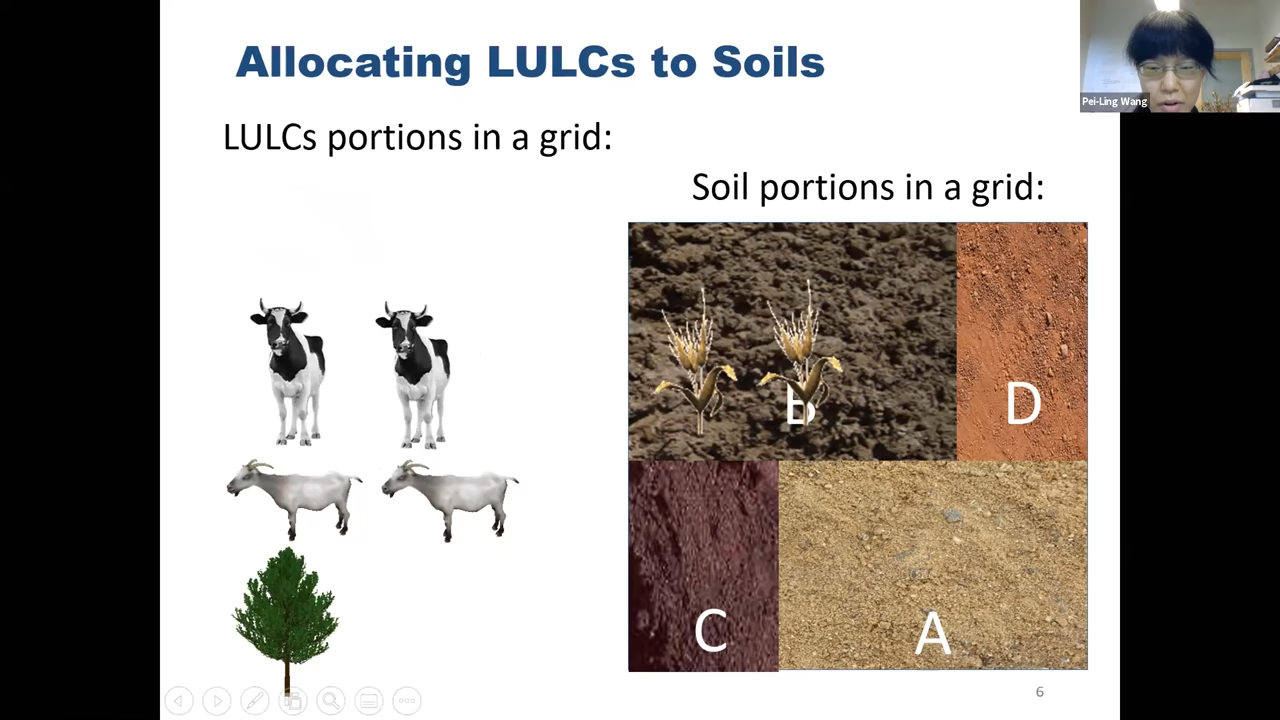 Allocating LULCs to Soils
Pei-Ling Wang
LULCs portions in a grid:
Soil portions in a grid:
B
D
C
A
6